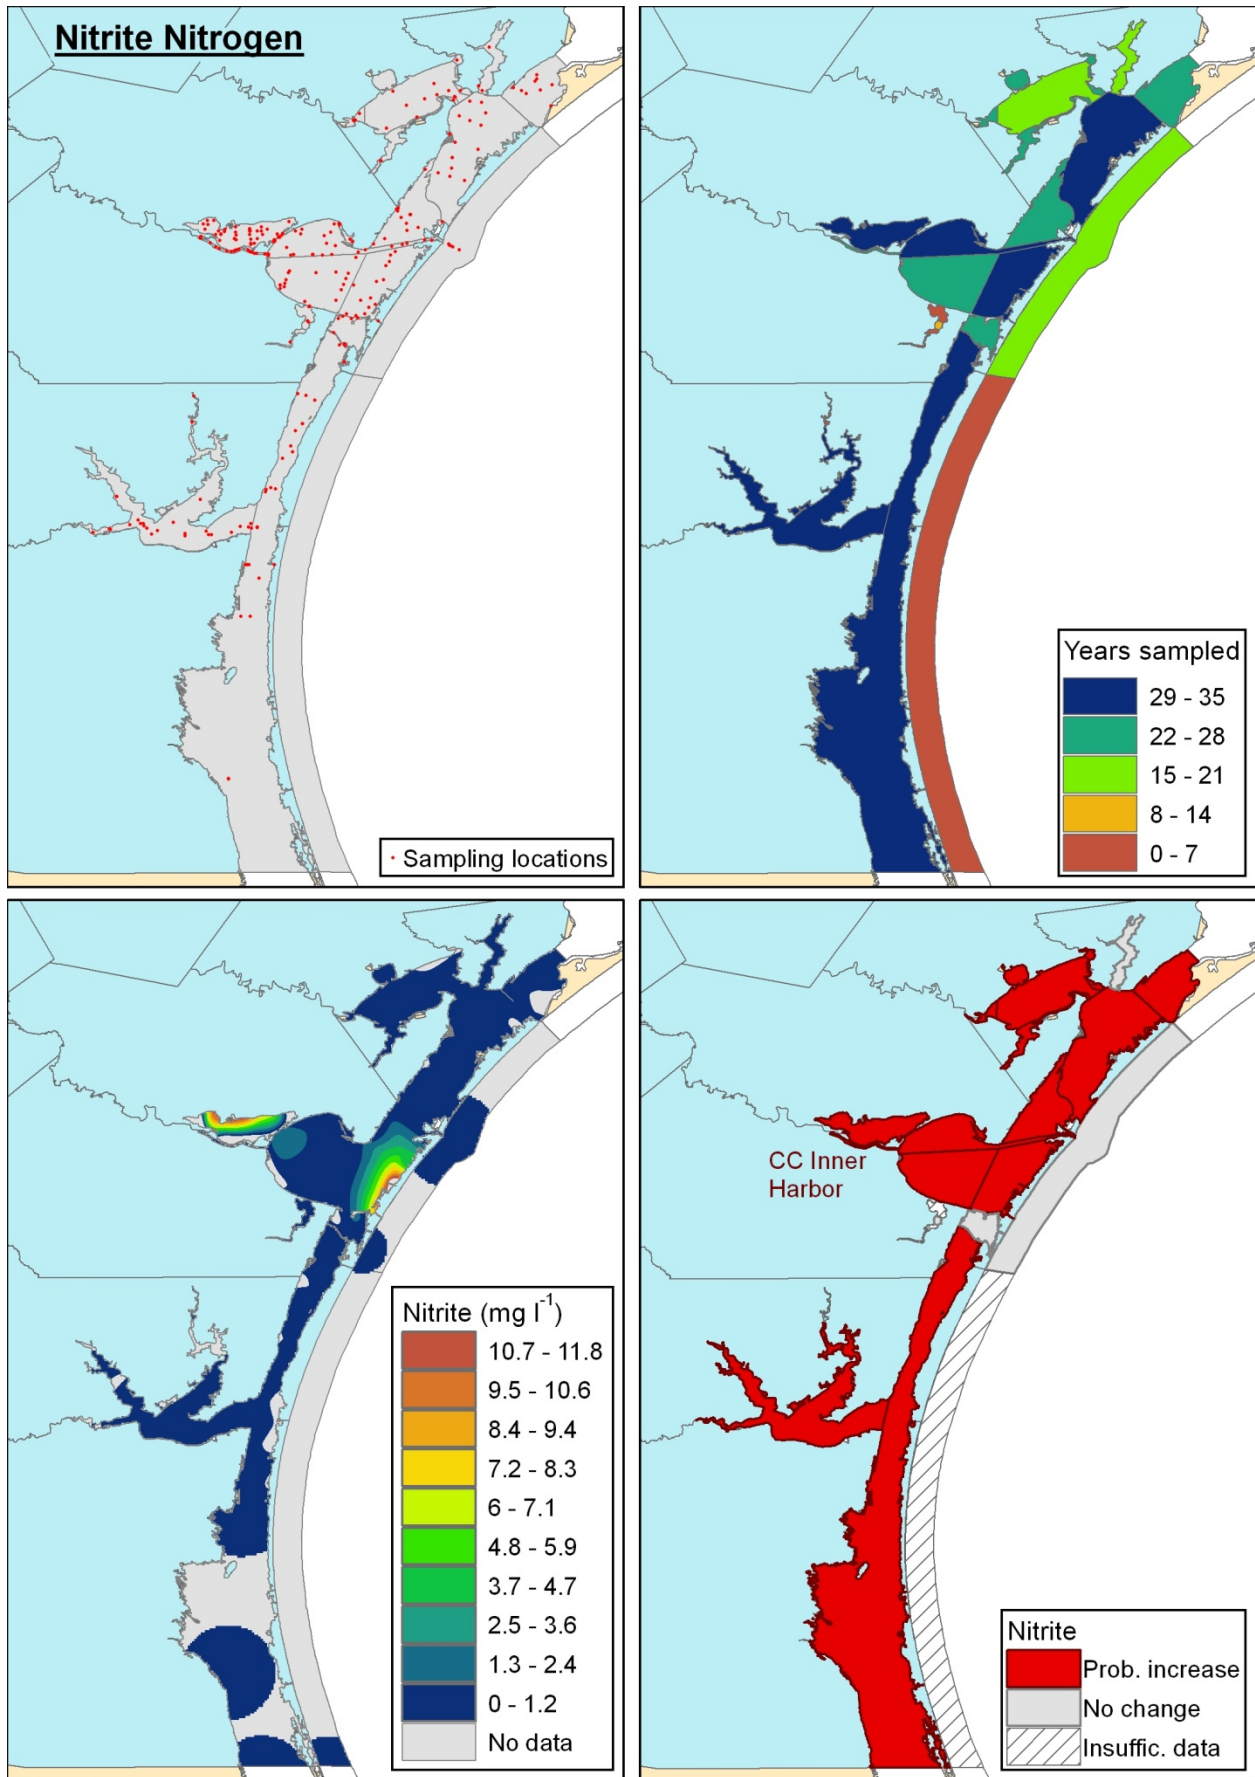 Nitrite Nitrogen
Sampling locations
Years sampled
29 - 35
22 - 28
15 - 21
8 - 14
0 - 7
Nitrite (mg l⁻¹)
10.7 - 11.8
9.5 - 10.6
8.4 - 9.4
7.2 - 8.3
6 - 7.1
4.8 - 5.9
3.7 - 4.7
2.5 - 3.6
1.3 - 2.4
0 - 1.2
No data
CC Inner
Harbor
Nitrite
Prob. increase
No change
Insuffic. data